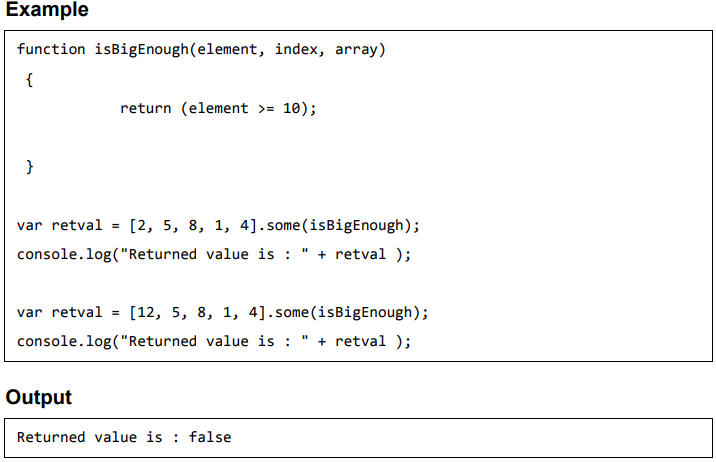 Example
function isBigEnough(element, index, array)
{
return (element >= 10);
}
var retval = [2, 5, 8, 1, 4].some(isBigEnough);
console.log("Returned value is : " + retval );
var retval = [12, 5, 8, 1, 4].some(isBigEnough);
console.log("Returned value is : " + retval );
Output
Returned value is : false